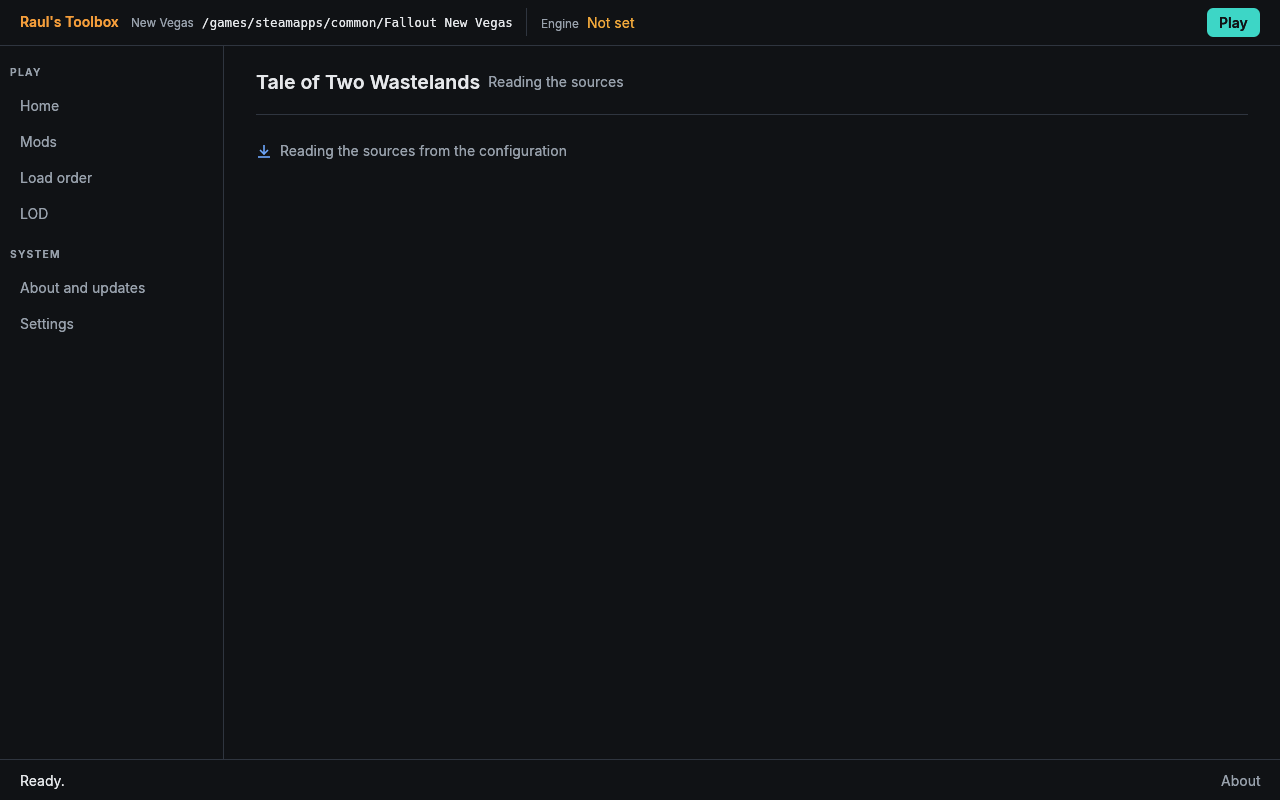 Raul's Toolbox New Vegas /games/steamapps/common/Fallout New Vegas Engine Not set Play
PLAY
Home
Mods
Load order
LOD
SYSTEM
About and updates
Settings
Tale of Two Wastelands Reading the sources
Reading the sources from the configuration
Ready. About